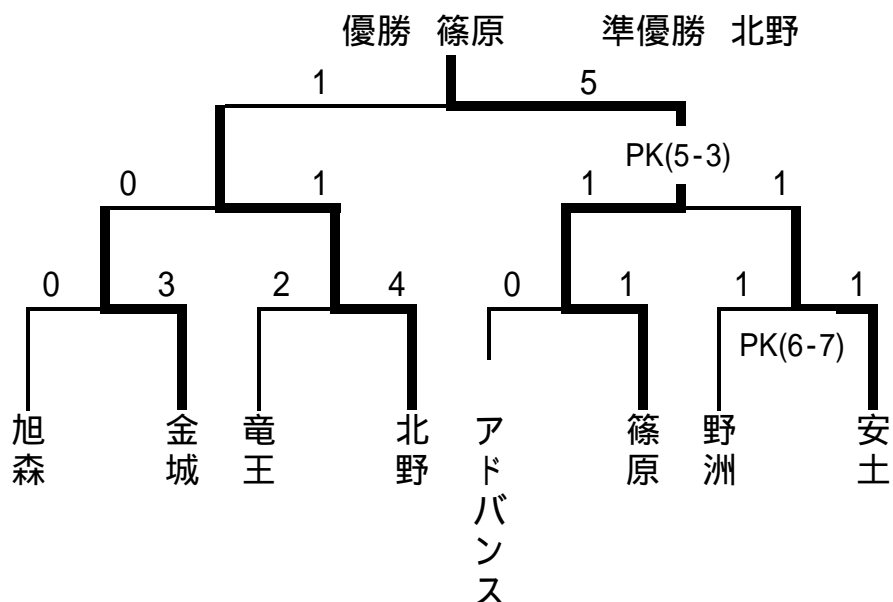 優勝 篠原 準優勝 北野
1 5
PK(5-3)
0 1 1 1
0 3 2 4 0 1 1 1
PK(6-7)
旭森 金城 竜王 北野 アドバンス 篠原 野洲 安土